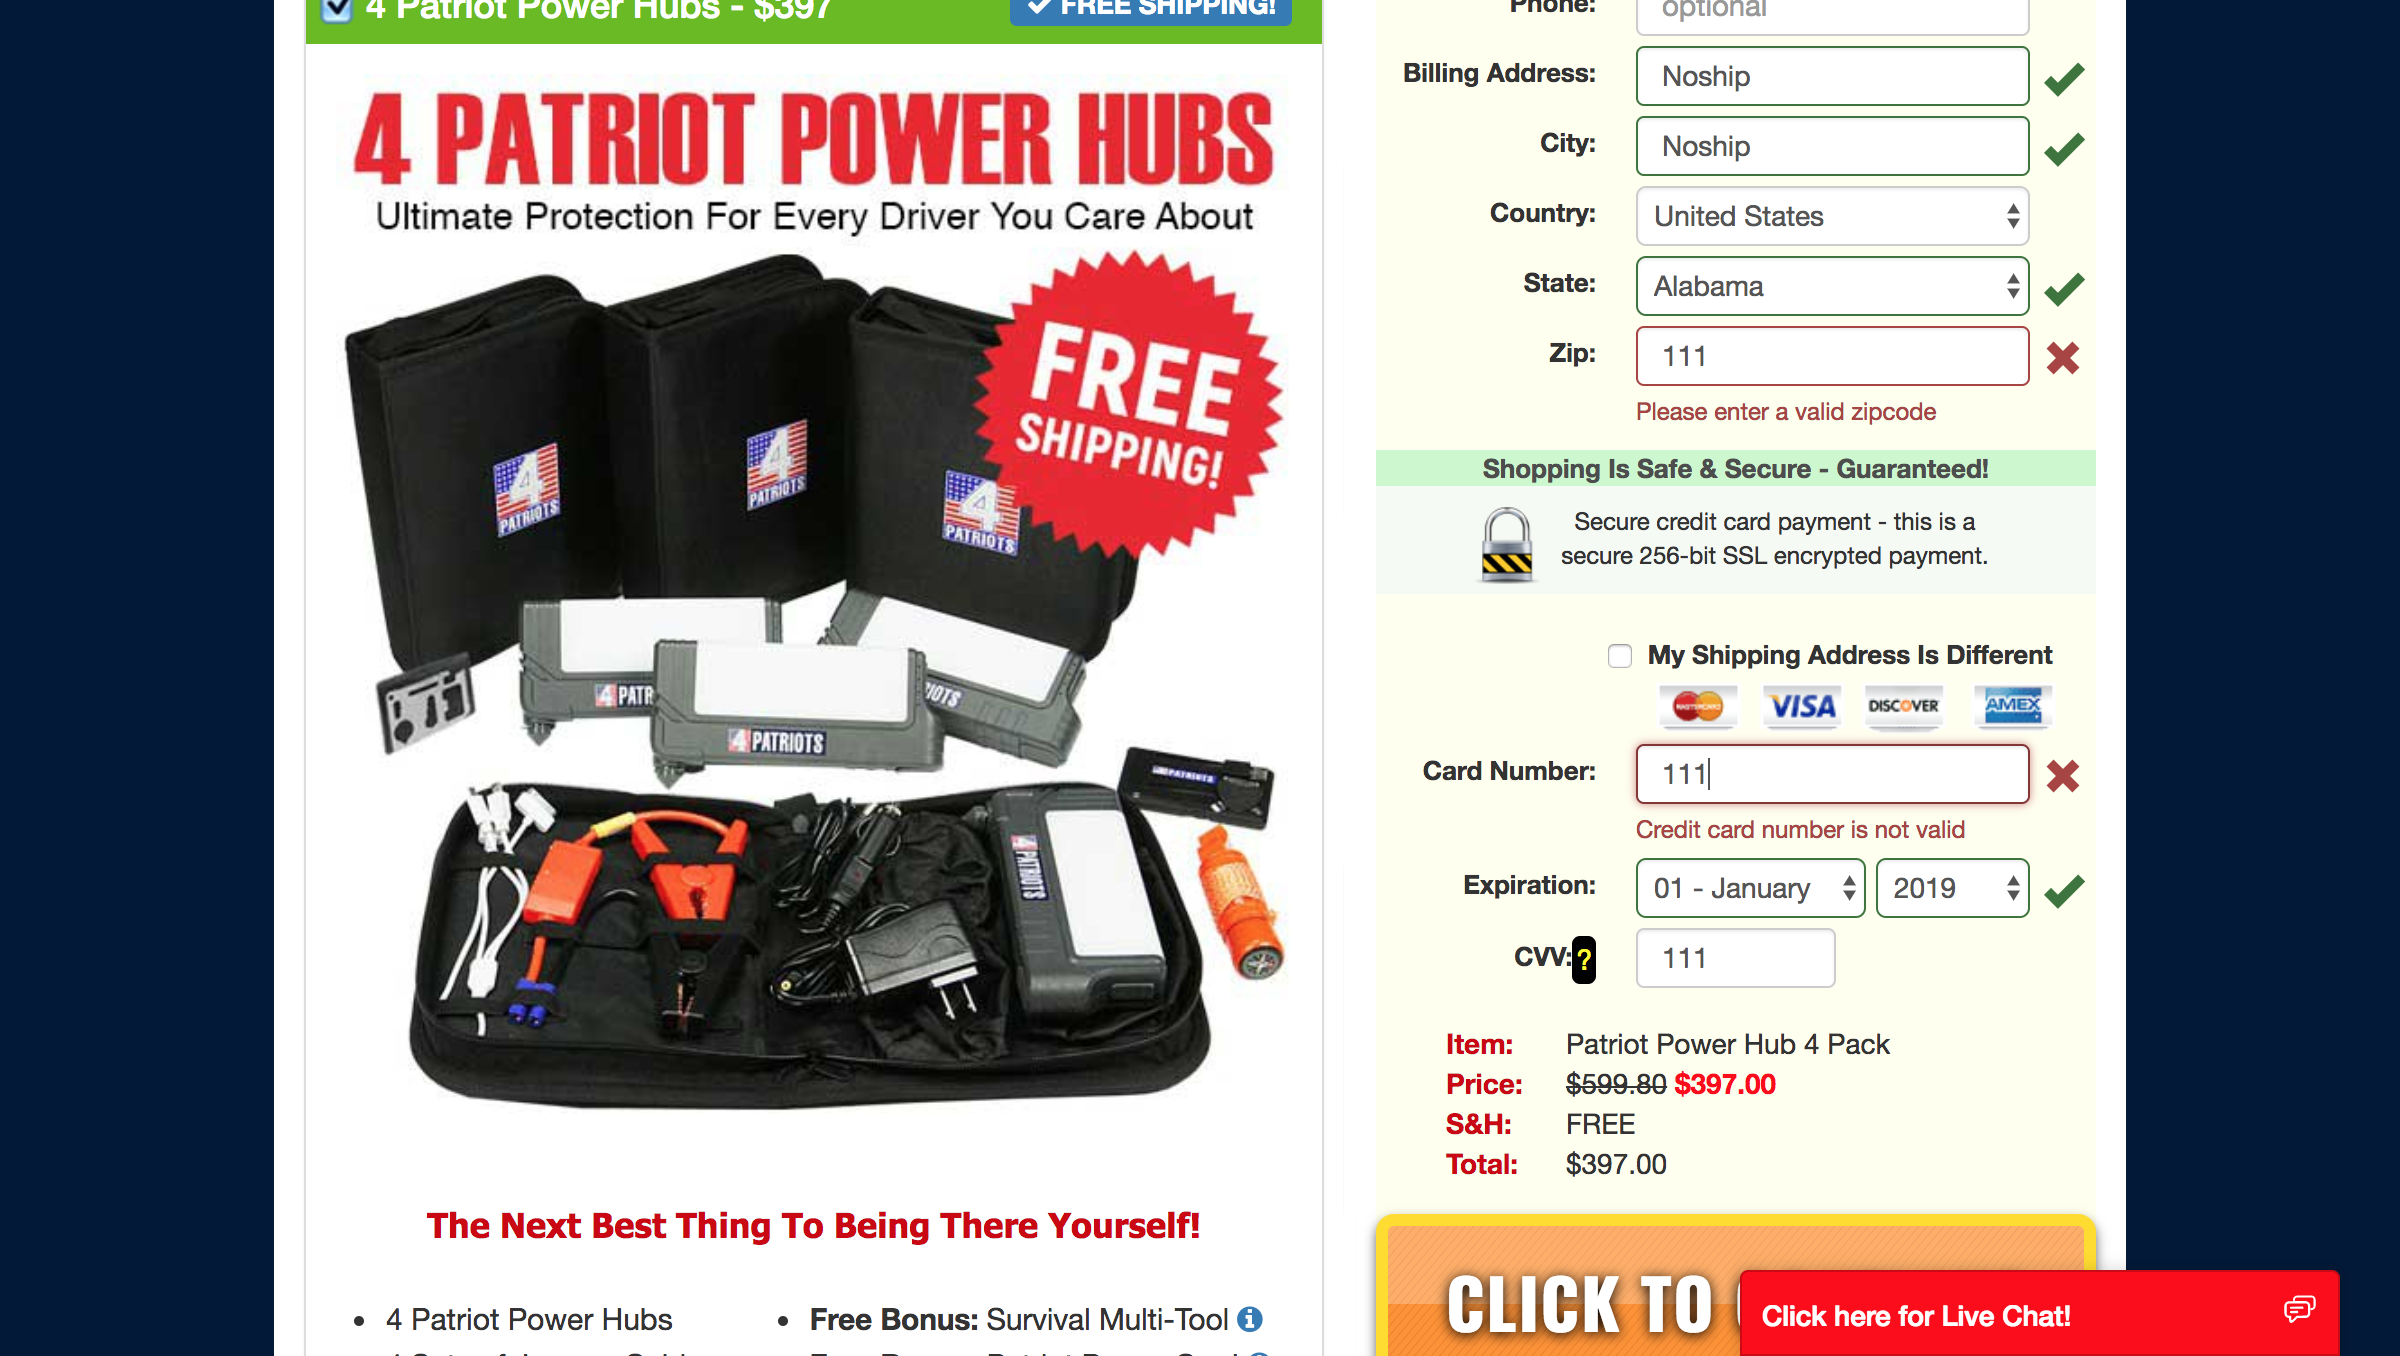 4 Patriot Power Hubs - $397
FREE SHIPPING!
4 PATRIOT POWER HUBS
Ultimate Protection For Every Driver You Care About
FREE
SHIPPING!
4
PATRIOTS
4
PATRIOTS
4
PATRIOTS
4 PATR
IOTS
4 PATRIOTS
4 PATRIOTS
4 PATRIOTS
The Next Best Thing To Being There Yourself!
• 4 Patriot Power Hubs
• Free Bonus: Survival Multi-Tool
Phone:
optional
Billing Address:
Noship
City:
Noship
Country:
United States
State:
Alabama
Zip:
111
Please enter a valid zipcode
Shopping Is Safe & Secure - Guaranteed!
Secure credit card payment - this is a
secure 256-bit SSL encrypted payment.
My Shipping Address Is Different
MasterCard VISA DISCOVER AMEX
Card Number:
111
Credit card number is not valid
Expiration:
01 - January
2019
CVV:?
111
Item: Patriot Power Hub 4 Pack
Price: $599.80 $397.00
S&H: FREE
Total: $397.00
CLICK TO
Click here for Live Chat!